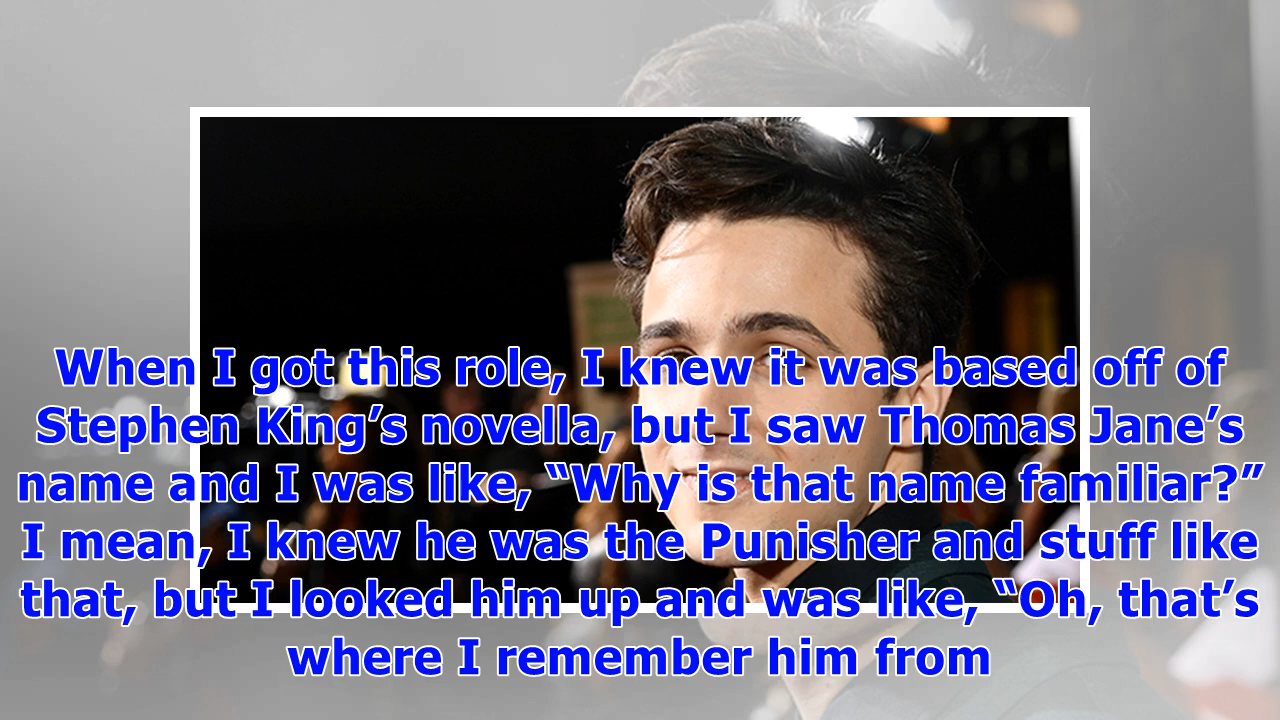 When I got this role, I knew it was based off of
Stephen King’s novella, but I saw Thomas Jane’s
name and I was like, “Why is that name familiar?”
I mean, I knew he was the Punisher and stuff like
that, but I looked him up and was like, “Oh, that’s
where I remember him from